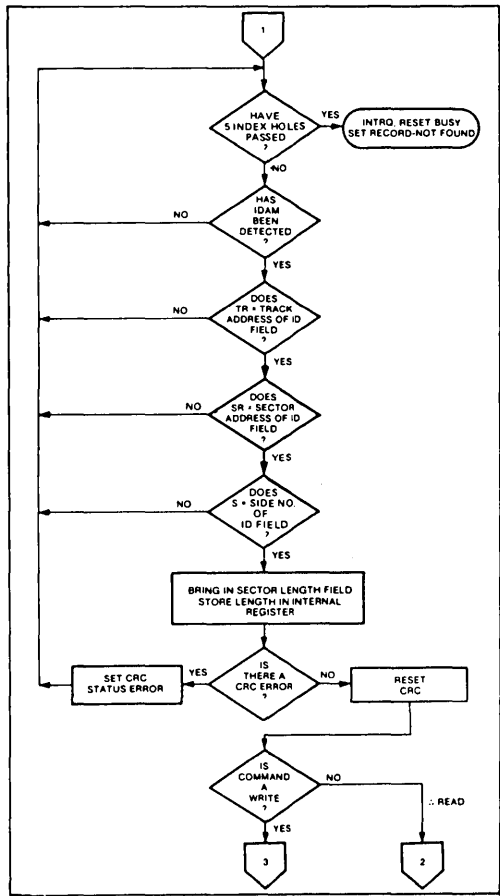 1
HAVE
5 INDEX HOLES
PASSED
?
YES
INTRQ, RESET BUSY
SET RECORD-NOT FOUND
NO
HAS
IDAM
BEEN
DETECTED
?
NO
YES
DOES
TR = TRACK
ADDRESS OF ID
FIELD
?
NO
YES
DOES
SR = SECTOR
ADDRESS OF ID
FIELD
?
NO
YES
DOES
S = SIDE NO.
OF
ID FIELD
?
NO
YES
BRING IN SECTOR LENGTH FIELD
STORE LENGTH IN INTERNAL
REGISTER
IS
THERE A
CRC ERROR
?
YES
SET CRC
STATUS ERROR
NO
RESET
CRC
IS
COMMAND
A
WRITE
?
NO
∴ READ
YES
3
2